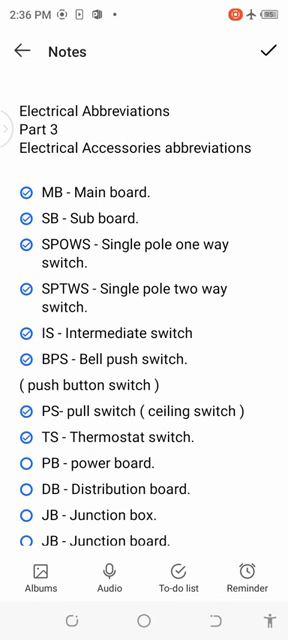 2:36 PM
Notes
Electrical Abbreviations
Part 3
Electrical Accessories abbreviations
MB - Main board.
SB - Sub board.
SPOWS - Single pole one way
switch.
SPTWS - Single pole two way
switch.
IS - Intermediate switch
BPS - Bell push switch.
( push button switch )
PS- pull switch ( ceiling switch )
TS - Thermostat switch.
PB - power board.
DB - Distribution board.
JB - Junction box.
JB - Junction board.
Albums Audio To-do list Reminder